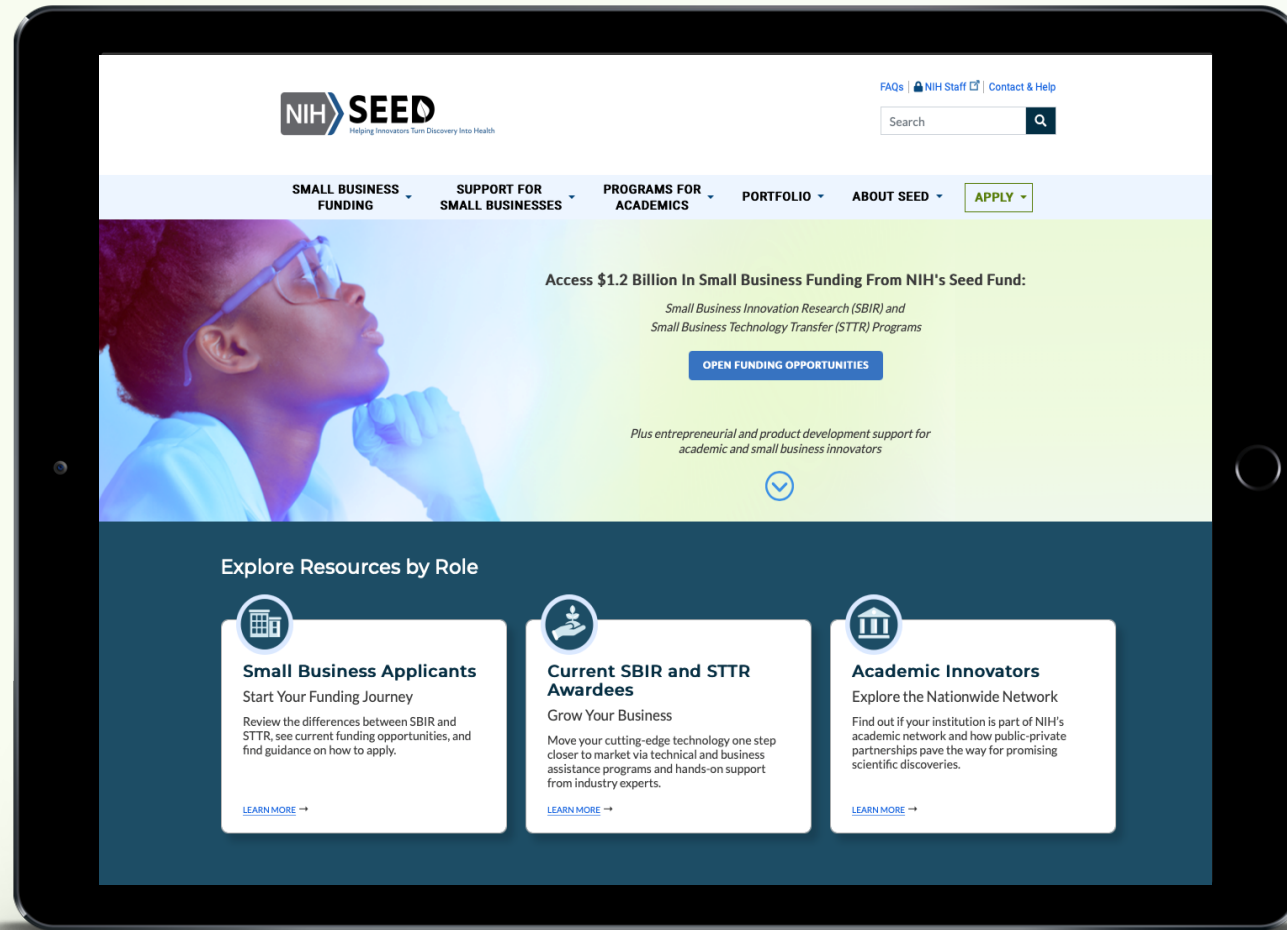 FAQs | NIH Staff | Contact & Help
NIH SEED
Helping Innovators Turn Discovery Into Health
Search
SMALL BUSINESS
FUNDING
SUPPORT FOR
SMALL BUSINESSES
PROGRAMS FOR
ACADEMICS
PORTFOLIO
ABOUT SEED
APPLY
Access $1.2 Billion In Small Business Funding From NIH's Seed Fund:
Small Business Innovation Research (SBIR) and
Small Business Technology Transfer (STTR) Programs
OPEN FUNDING OPPORTUNITIES
Plus entrepreneurial and product development support for
academic and small business innovators
Explore Resources by Role
Small Business Applicants
Start Your Funding Journey
Review the differences between SBIR and
STTR, see current funding opportunities, and
find guidance on how to apply.
LEARN MORE →
Current SBIR and STTR
Awardees
Grow Your Business
Move your cutting-edge technology one step
closer to market via technical and business
assistance programs and hands-on support
from industry experts.
LEARN MORE →
Academic Innovators
Explore the Nationwide Network
Find out if your institution is part of NIH's
academic network and how public-private
partnerships pave the way for promising
scientific discoveries.
LEARN MORE →